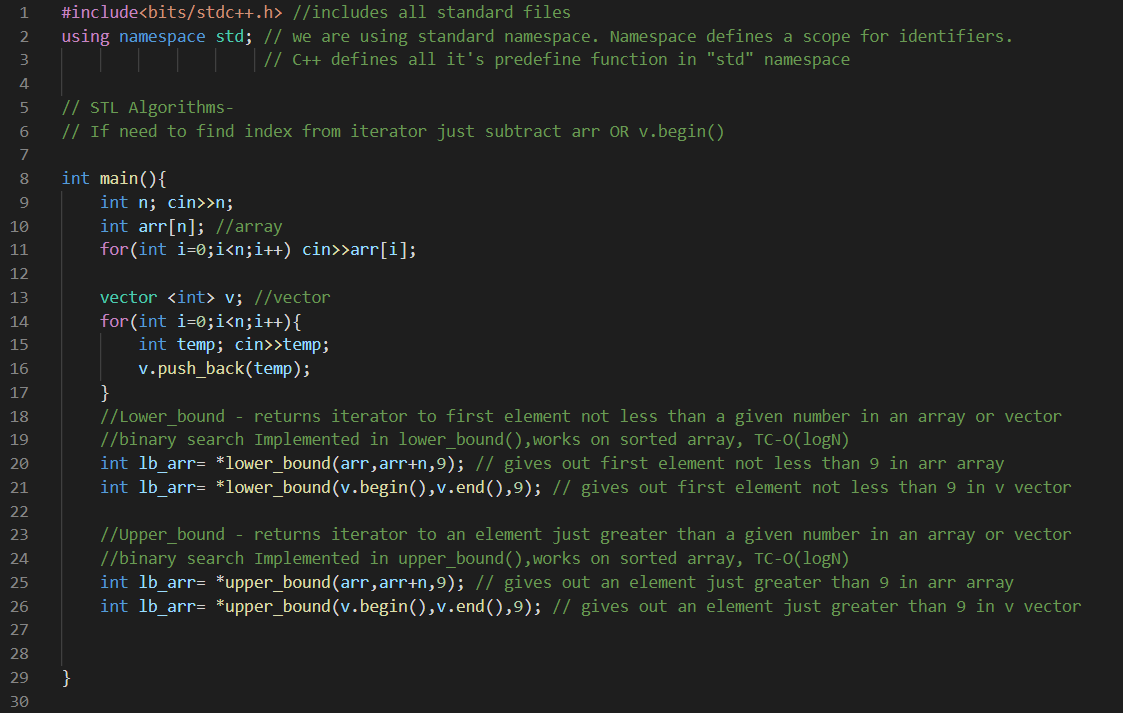 1 #include<bits/stdc++.h> //includes all standard files
2 using namespace std; // we are using standard namespace. Namespace defines a scope for identifiers.
3 // C++ defines all it's predefine function in "std" namespace
4
5 // STL Algorithms-
6 // If need to find index from iterator just subtract arr OR v.begin()
7
8 int main(){
9 int n; cin>>n;
10 int arr[n]; //array
11 for(int i=0;i<n;i++) cin>>arr[i];
12
13 vector <int> v; //vector
14 for(int i=0;i<n;i++){
15 int temp; cin>>temp;
16 v.push_back(temp);
17 }
18 //Lower_bound - returns iterator to first element not less than a given number in an array or vector
19 //binary search Implemented in lower_bound(),works on sorted array, TC-O(logN)
20 int lb_arr= *lower_bound(arr,arr+n,9); // gives out first element not less than 9 in arr array
21 int lb_arr= *lower_bound(v.begin(),v.end(),9); // gives out first element not less than 9 in v vector
22
23 //Upper_bound - returns iterator to an element just greater than a given number in an array or vector
24 //binary search Implemented in upper_bound(),works on sorted array, TC-O(logN)
25 int lb_arr= *upper_bound(arr,arr+n,9); // gives out an element just greater than 9 in arr array
26 int lb_arr= *upper_bound(v.begin(),v.end(),9); // gives out an element just greater than 9 in v vector
27
28
29 }
30